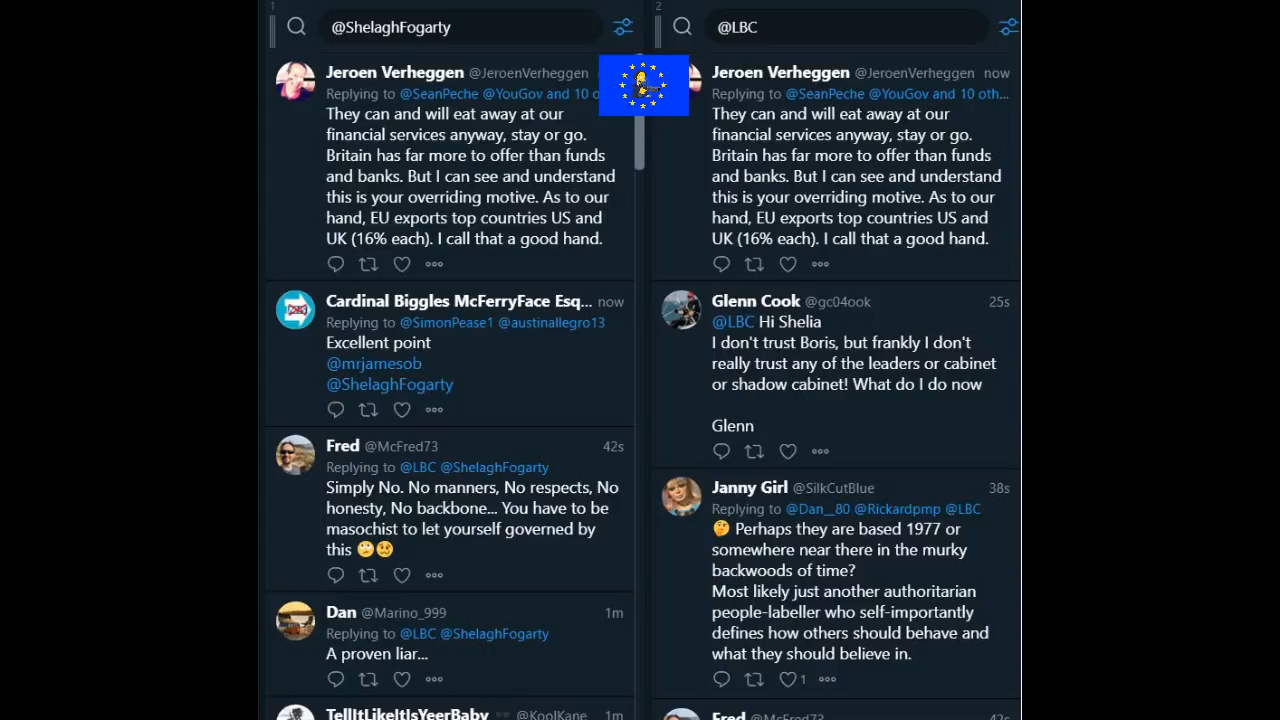 1
@ShelaghFogarty
Jeroen Verheggen @JeroenVerheggen
Replying to @SeanPeche @YouGov and 10 o
They can and will eat away at our
financial services anyway, stay or go.
Britain has far more to offer than funds
and banks. But I can see and understand
this is your overriding motive. As to our
hand, EU exports top countries US and
UK (16% each). I call that a good hand.
Cardinal Biggles McFerryFace Esq... now
Replying to @SimonPease1 @austinallegro13
Excellent point
@mrjamesob
@ShelaghFogarty
Fred @McFred73 42s
Replying to @LBC @ShelaghFogarty
Simply No. No manners, No respects, No
honesty, No backbone... You have to be
masochist to let yourself governed by
this 🙄🥴
Dan @Marino_999 1m
Replying to @LBC @ShelaghFogarty
A proven liar...
TellItLikeItIsYeerBaby @KoolKane 1m
2
@LBC
Jeroen Verheggen @JeroenVerheggen now
Replying to @SeanPeche @YouGov and 10 oth...
They can and will eat away at our
financial services anyway, stay or go.
Britain has far more to offer than funds
and banks. But I can see and understand
this is your overriding motive. As to our
hand, EU exports top countries US and
UK (16% each). I call that a good hand.
Glenn Cook @gc04ook 25s
@LBC Hi Shelia
I don't trust Boris, but frankly I don't
really trust any of the leaders or cabinet
or shadow cabinet! What do I do now
Glenn
Janny Girl @SilkCutBlue 38s
Replying to @Dan__80 @Rickardpmp @LBC
🤔 Perhaps they are based 1977 or
somewhere near there in the murky
backwoods of time?
Most likely just another authoritarian
people-labeller who self-importantly
defines how others should behave and
what they should believe in.
1
Fred @McFred73 42s